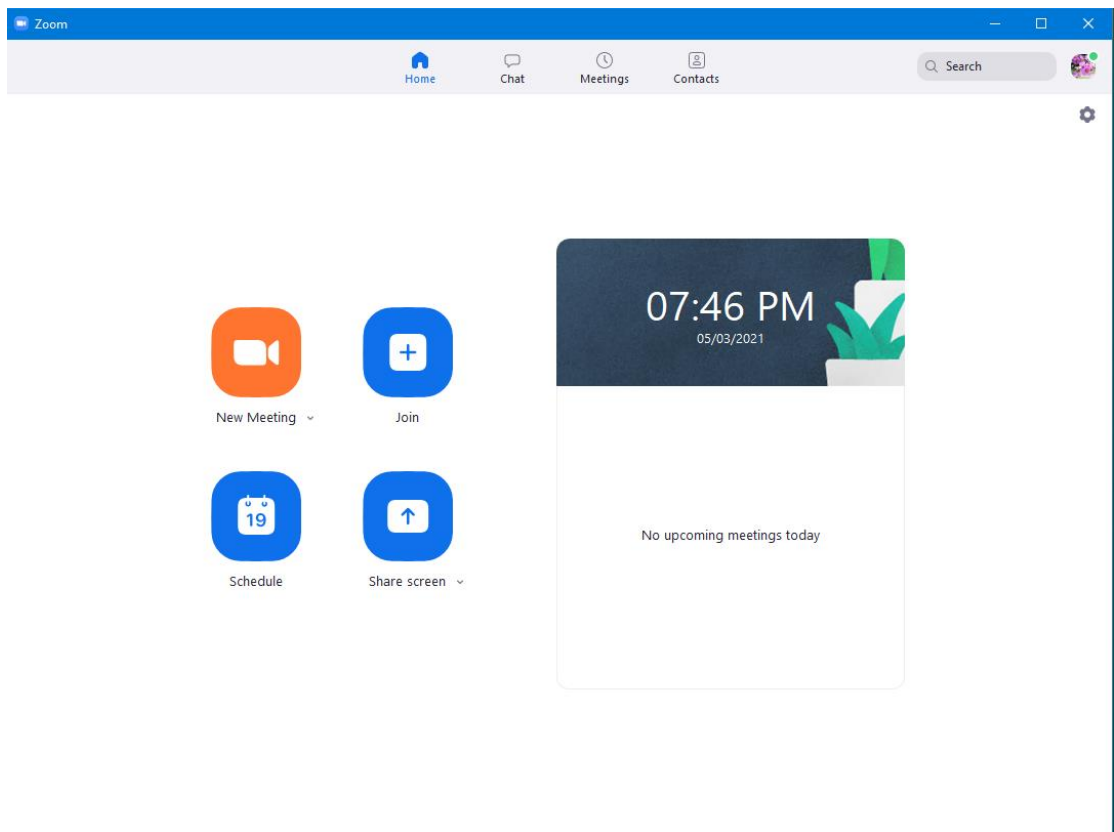 Zoom
Home
Chat
Meetings
Contacts
Search
07:46 PM
05/03/2021
New Meeting
Join
19
Schedule
Share screen
No upcoming meetings today